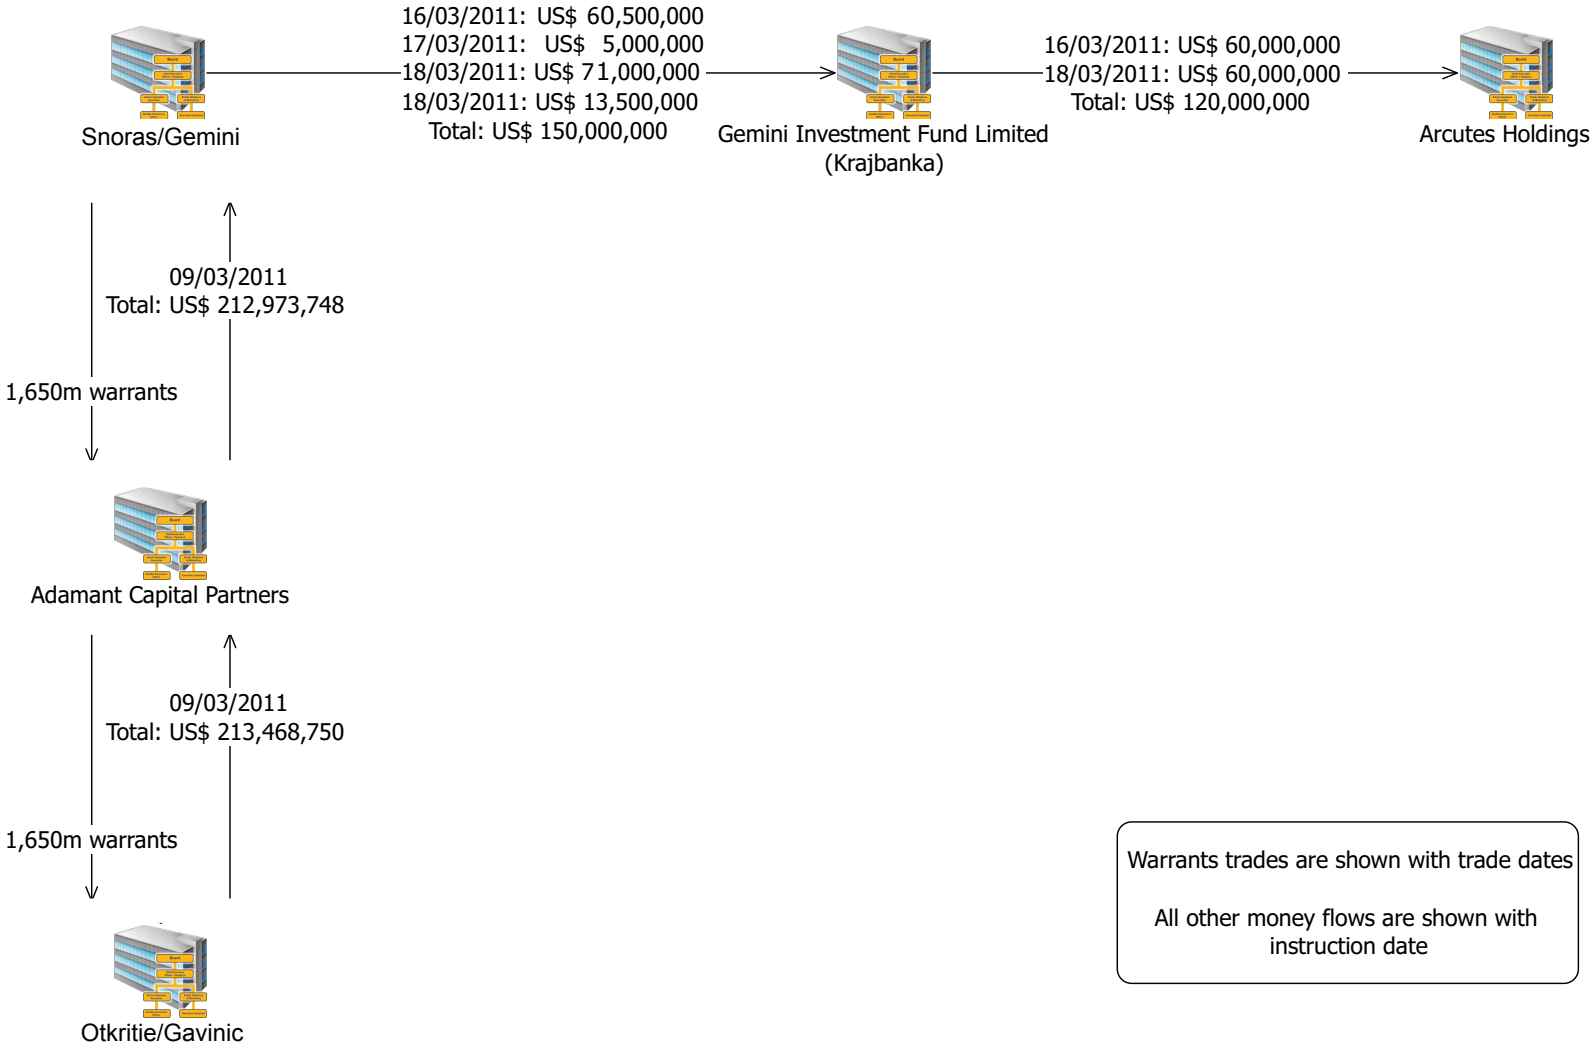 16/03/2011: US$ 60,500,000
17/03/2011: US$ 5,000,000
18/03/2011: US$ 71,000,000
18/03/2011: US$ 13,500,000
Total: US$ 150,000,000
16/03/2011: US$ 60,000,000
18/03/2011: US$ 60,000,000
Total: US$ 120,000,000
Snoras/Gemini
Gemini Investment Fund Limited
(Krajbanka)
Arcutes Holdings
09/03/2011
Total: US$ 212,973,748
1,650m warrants
Adamant Capital Partners
09/03/2011
Total: US$ 213,468,750
1,650m warrants
Otkritie/Gavinic
Warrants trades are shown with trade dates
All other money flows are shown with
instruction date
Board
Board
Board
Board
Board